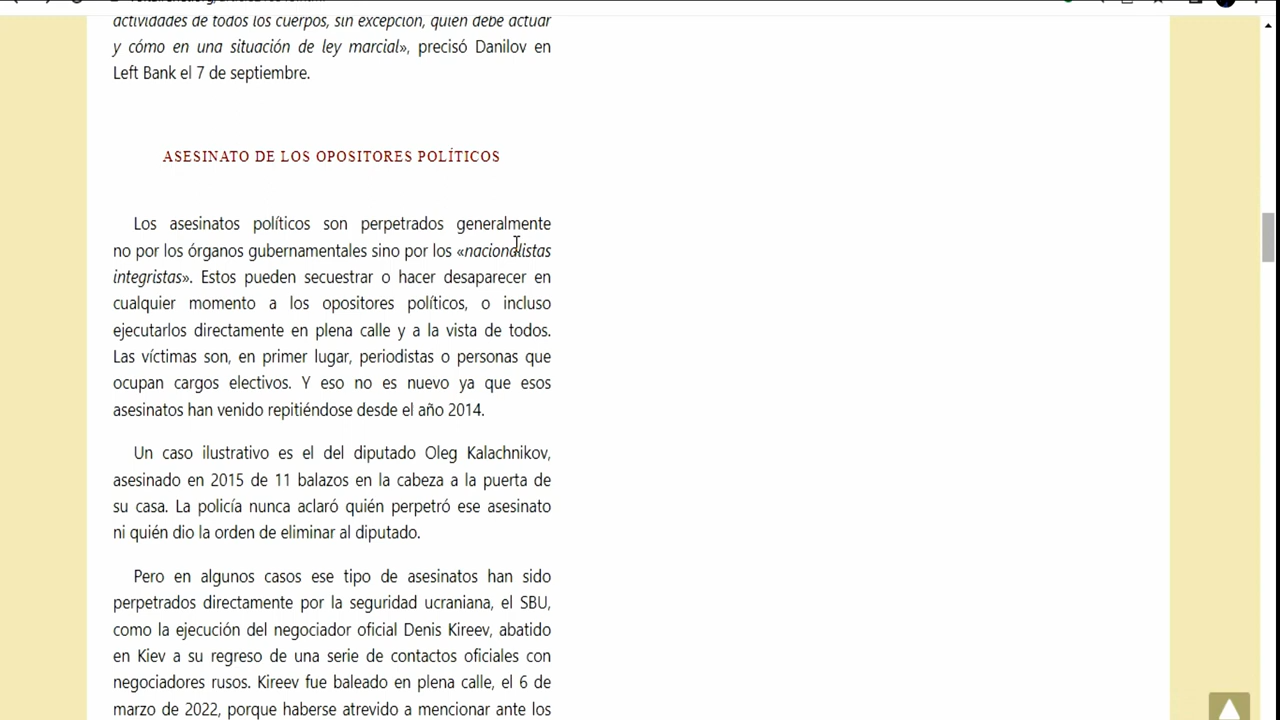 actividades de todos los cuerpos, sin excepción, quién debe actuar
y cómo en una situación de ley marcial», precisó Danilov en
Left Bank el 7 de septiembre.
ASESINATO DE LOS OPOSITORES POLÍTICOS
Los asesinatos políticos son perpetrados generalmente
no por los órganos gubernamentales sino por los «nacionalistas
integristas». Estos pueden secuestrar o hacer desaparecer en
cualquier momento a los opositores políticos, o incluso
ejecutarlos directamente en plena calle y a la vista de todos.
Las víctimas son, en primer lugar, periodistas o personas que
ocupan cargos electivos. Y eso no es nuevo ya que esos
asesinatos han venido repitiéndose desde el año 2014.
Un caso ilustrativo es el del diputado Oleg Kalachnikov,
asesinado en 2015 de 11 balazos en la cabeza a la puerta de
su casa. La policía nunca aclaró quién perpetró ese asesinato
ni quién dio la orden de eliminar al diputado.
Pero en algunos casos ese tipo de asesinatos han sido
perpetrados directamente por la seguridad ucraniana, el SBU,
como la ejecución del negociador oficial Denis Kireev, abatido
en Kiev a su regreso de una serie de contactos oficiales con
negociadores rusos. Kireev fue baleado en plena calle, el 6 de
marzo de 2022, porque haberse atrevido a mencionar ante los